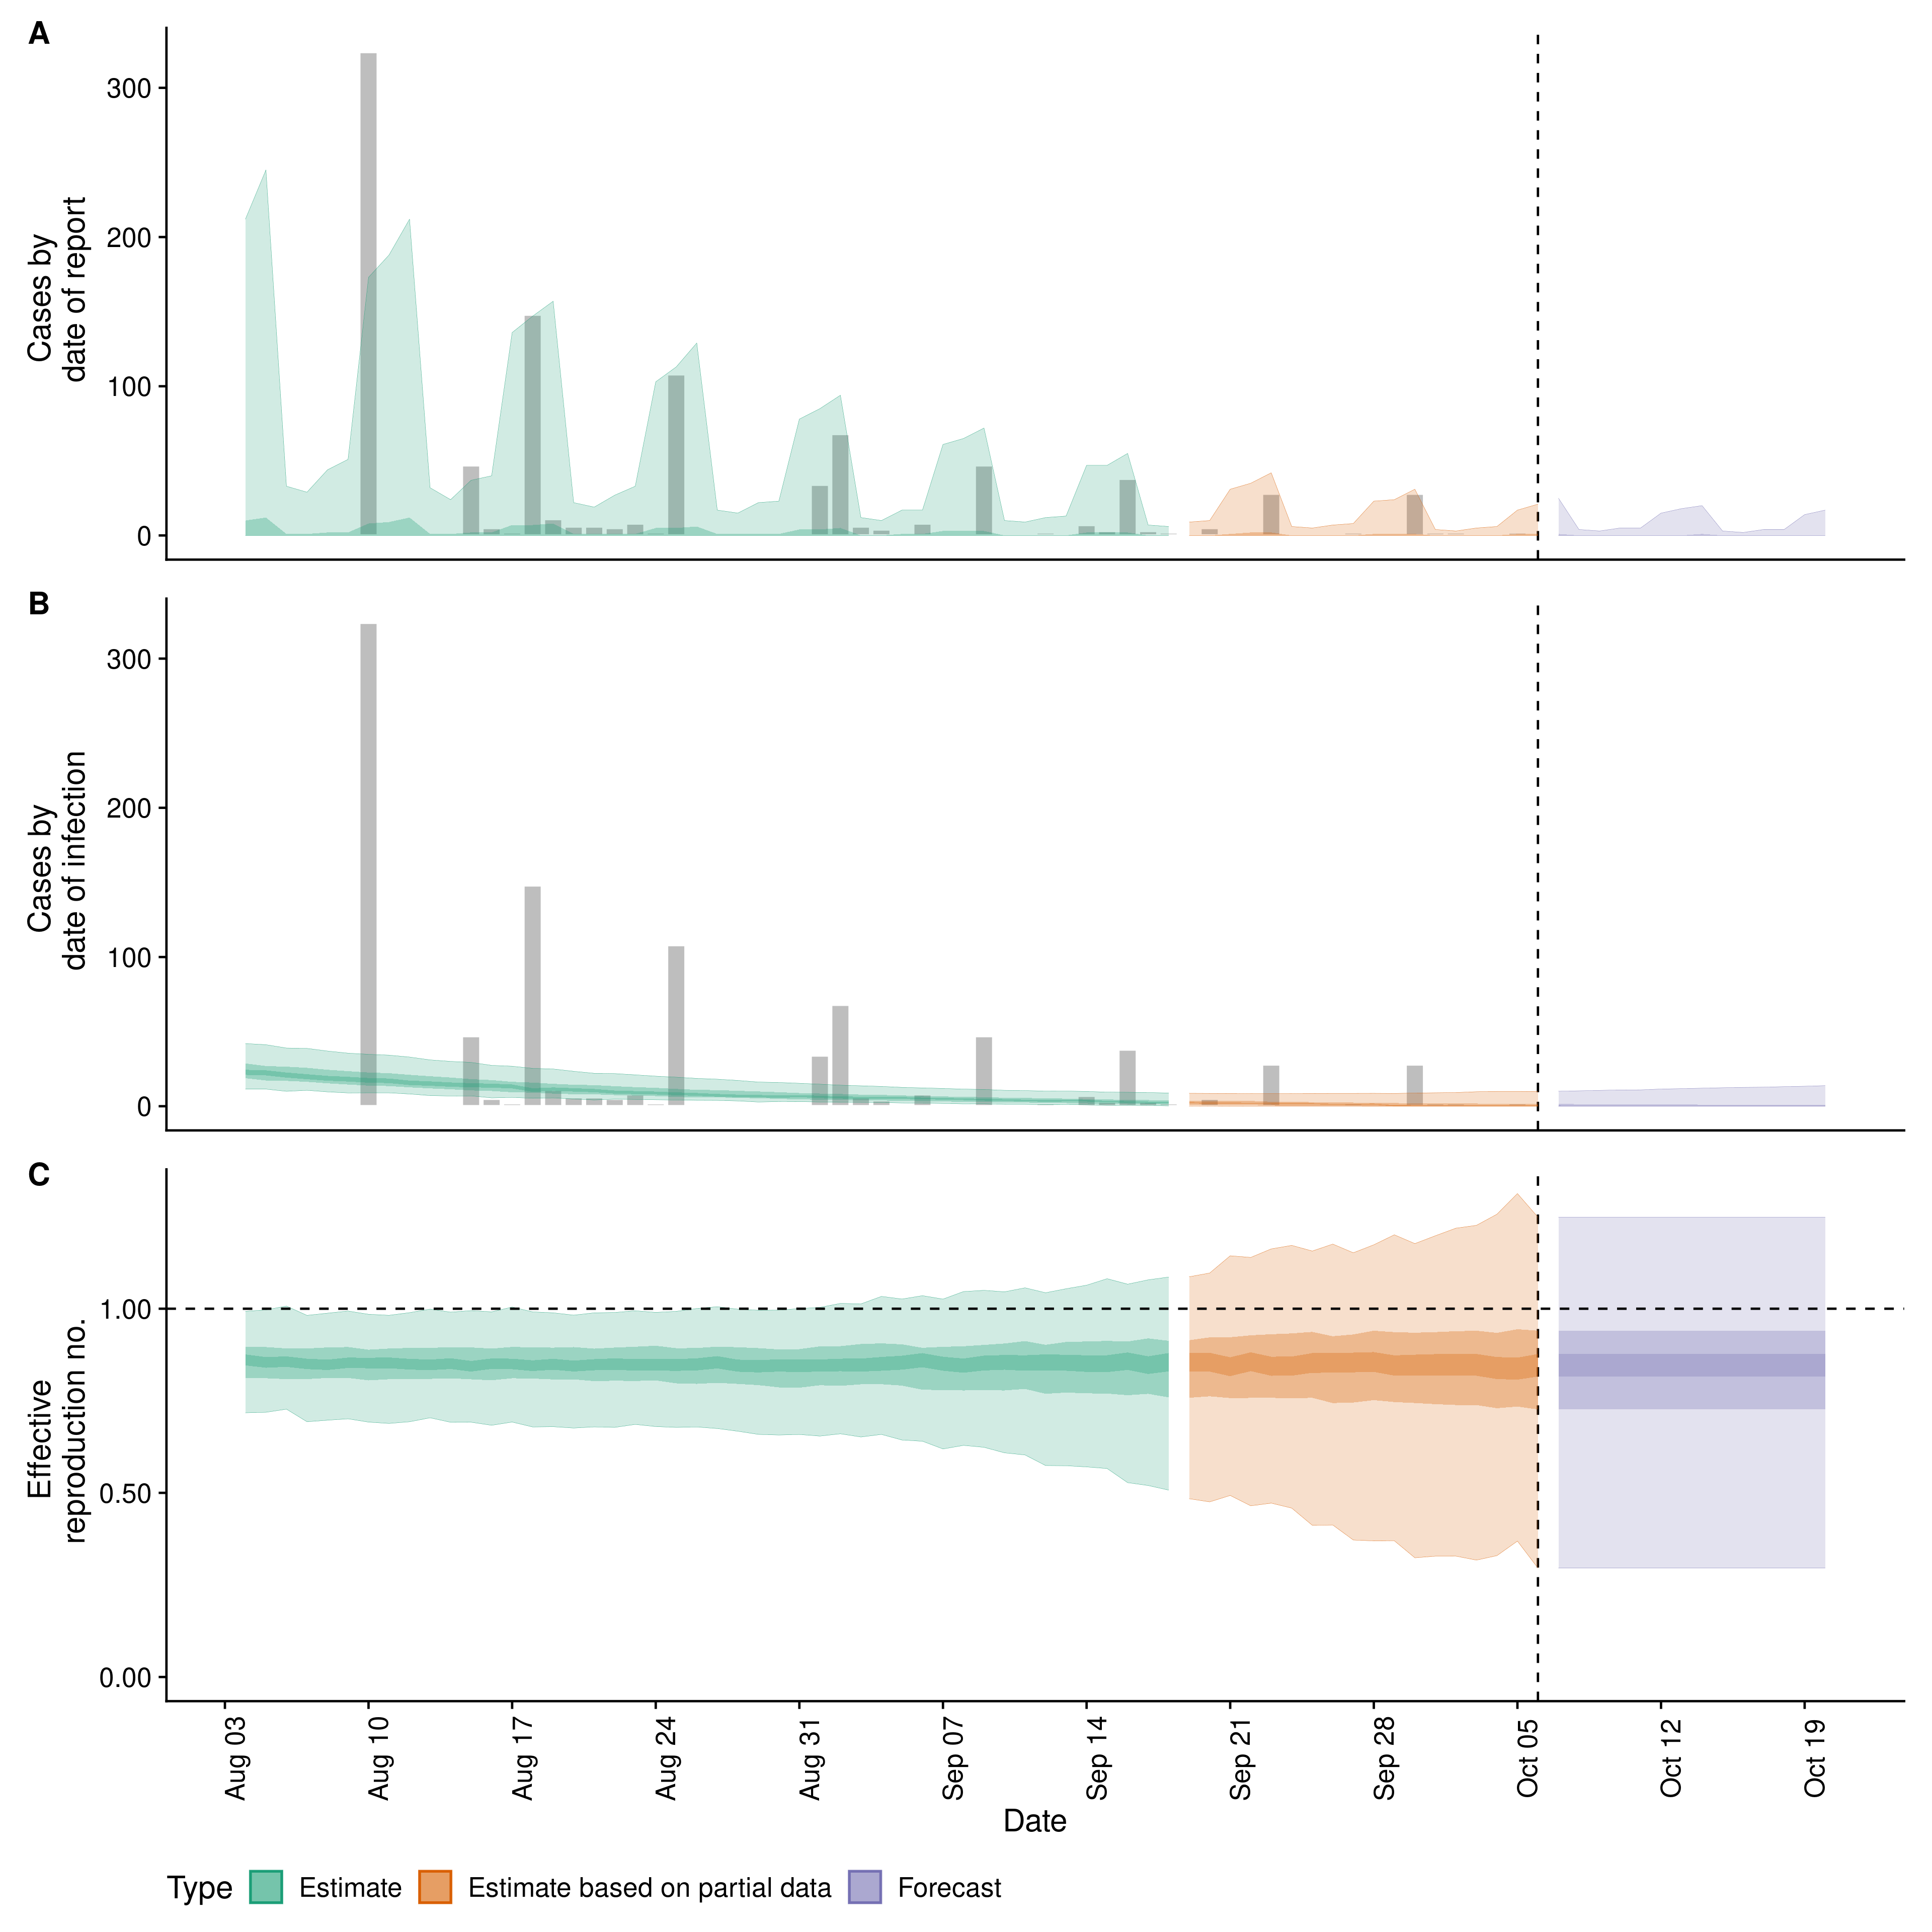 A
Cases by
date of report
300
200
100
0
B
Cases by
date of infection
300
200
100
0
C
Effective
reproduction no.
1.00
0.50
0.00
Aug 03
Aug 10
Aug 17
Aug 24
Aug 31
Sep 07
Sep 14
Sep 21
Sep 28
Oct 05
Oct 12
Oct 19
Date
Type Estimate Estimate based on partial data Forecast